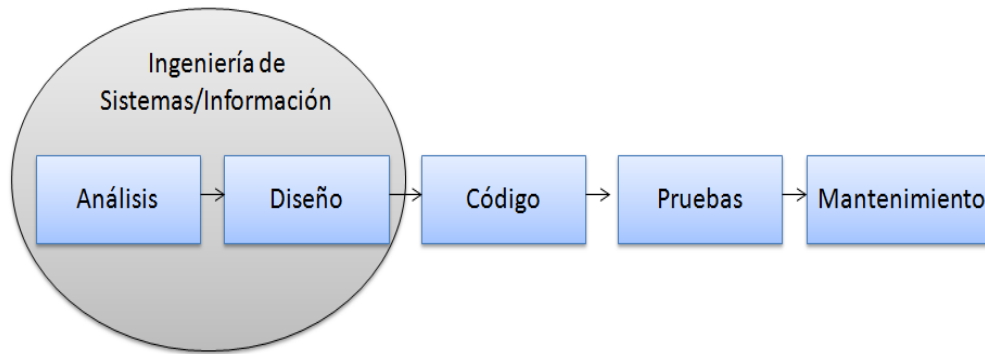 Ingeniería de
Sistemas/Información
Análisis
Diseño
Código
Pruebas
Mantenimiento